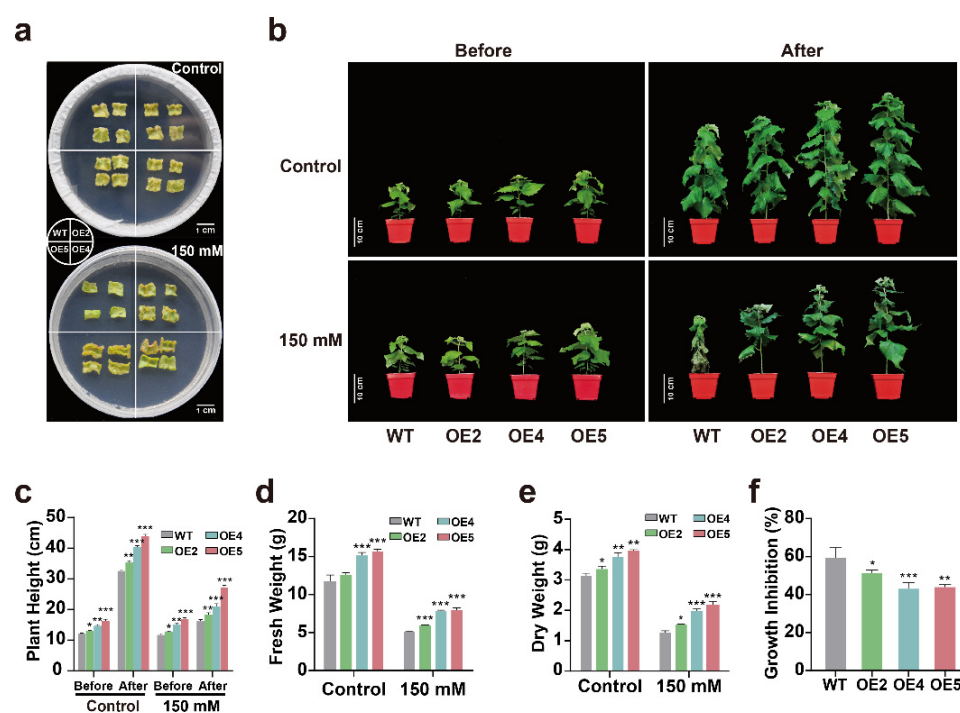 a
Control
WT OE2
OE5 OE4
1 cm
150 mM
1 cm
b
Before After
Control
10 cm
10 cm
150 mM
10 cm
10 cm
WT OE2 OE4 OE5 WT OE2 OE4 OE5
c
Plant Height (cm)
50
40
30
20
10
0
WT OE4
OE2 OE5
* ** *** ** *** *** * ** *** ** ** ***
Before After Before After
Control 150 mM
d
Fresh Weight (g)
20
15
10
5
0
WT OE4
OE2 OE5
*** *** *** *** ***
Control 150 mM
e
Dry Weight (g)
5
4
3
2
1
0
WT OE4
OE2 OE5
* ** ** * *** ***
Control 150 mM
f
Growth Inhibition (%)
80
60
40
20
0
* *** **
WT OE2 OE4 OE5